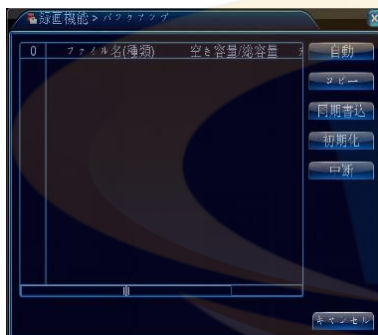 録画機能 > バックアップ
0 ファイル名(種類) 空き容量/総容量
自動
コピー
同期書込
初期化
中断
キャンセル